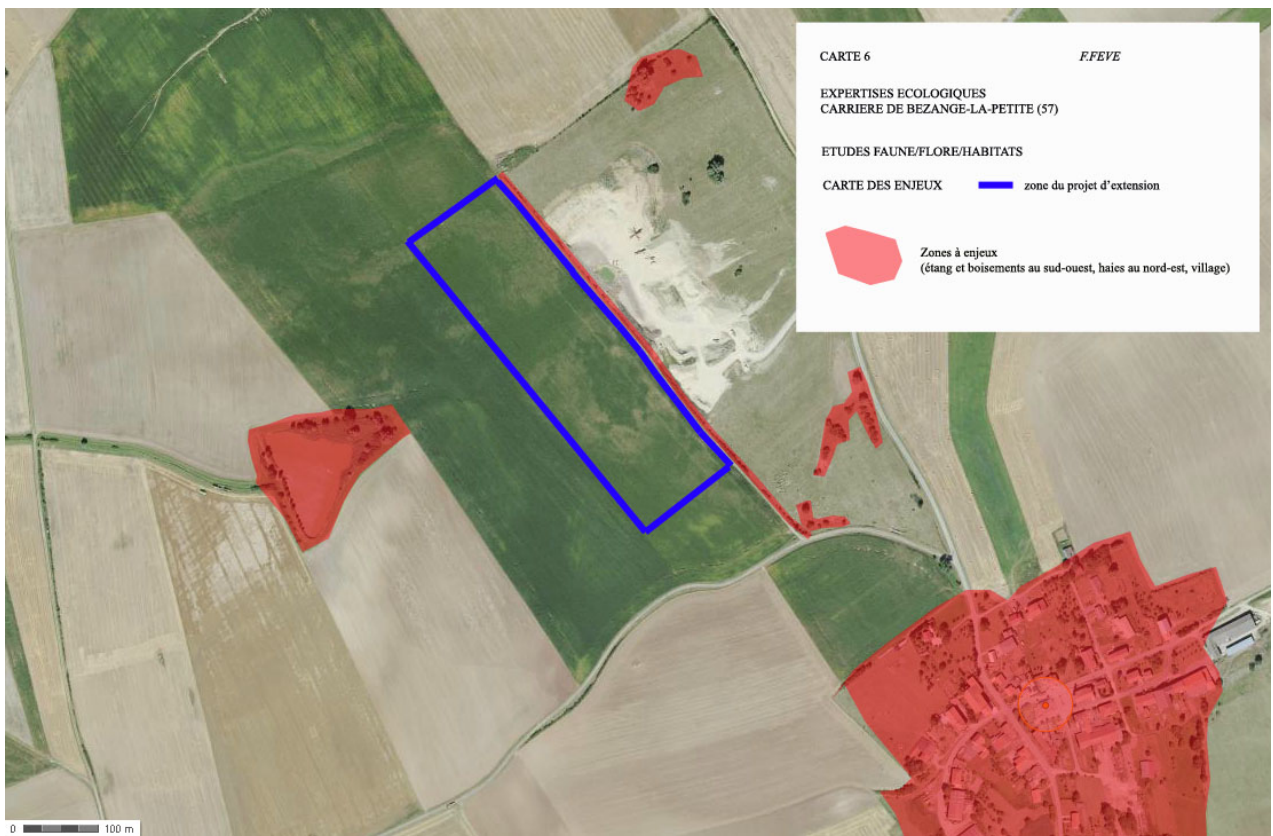 CARTE 6 F.FEVE
EXPERTISES ECOLOGIQUES
CARRIERE DE BEZANGE-LA-PETITE (57)
ETUDES FAUNE/FLORE/HABITATS
CARTE DES ENJEUX zone du projet d'extension
Zones à enjeux
(étang et boisements au sud-ouest, haies au nord-est, village)
0 100 m